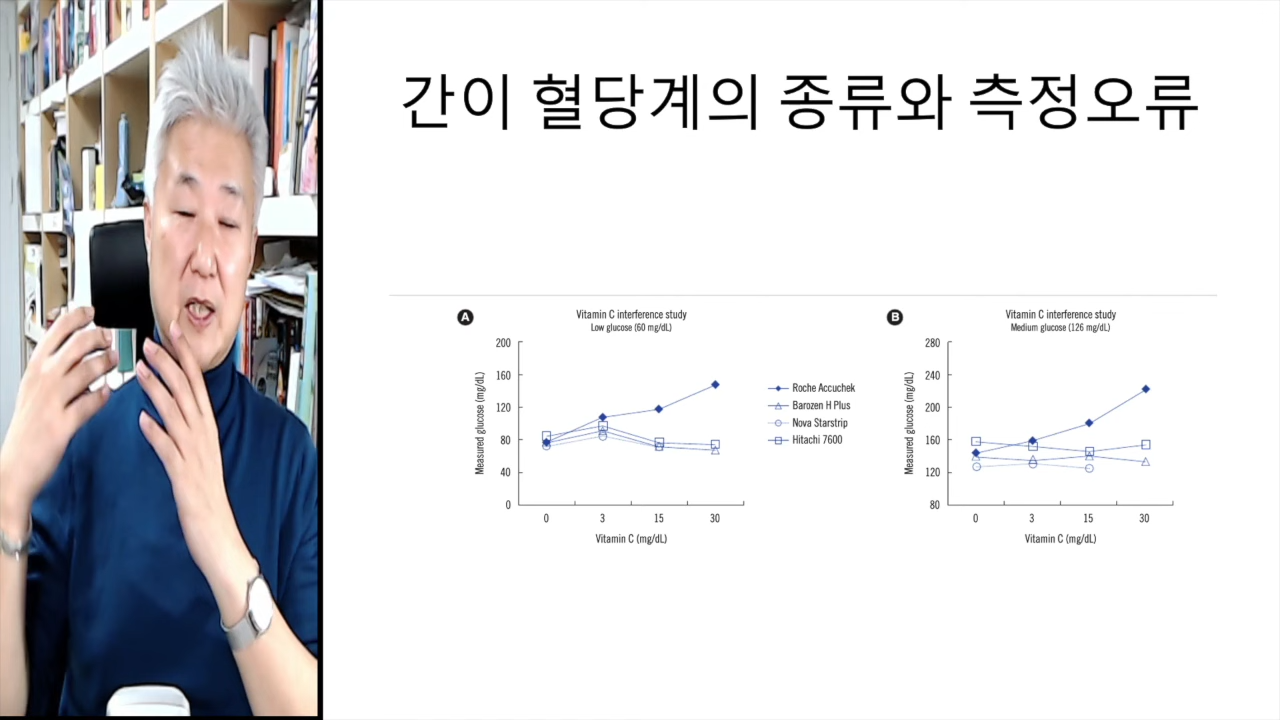 간이 혈당계의 종류와 측정오류
A
Vitamin C interference study
Low glucose (60 mg/dL)
200
160
120
80
40
0
Measured glucose (mg/dL)
0 3 15 30
Vitamin C (mg/dL)
Roche Accuchek
Barozen H Plus
Nova Starstrip
Hitachi 7600
B
Vitamin C interference study
Medium glucose (126 mg/dL)
280
240
200
160
120
80
Measured glucose (mg/dL)
0 3 15 30
Vitamin C (mg/dL)